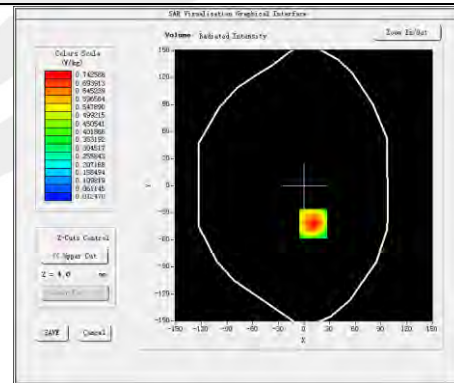 SAR Visualisation Graphical Interface
Colors Scale
(W/kg)
0.742588
0.693913
0.645239
0.596564
0.547890
0.499215
0.450541
0.401866
0.353192
0.304517
0.255843
0.207168
0.158494
0.109819
0.061145
0.012470
Volume Radiated Intensity
Zoom In/Out
150
120
90
60
30
Y
0
-30
-60
-90
-120
-150
-150 -120 -90 -60 -30 0 30 60 90 120 150
X
Z-Cuts Control
<< Upper Cut
Z = 4.0 mm
SAVE Cancel